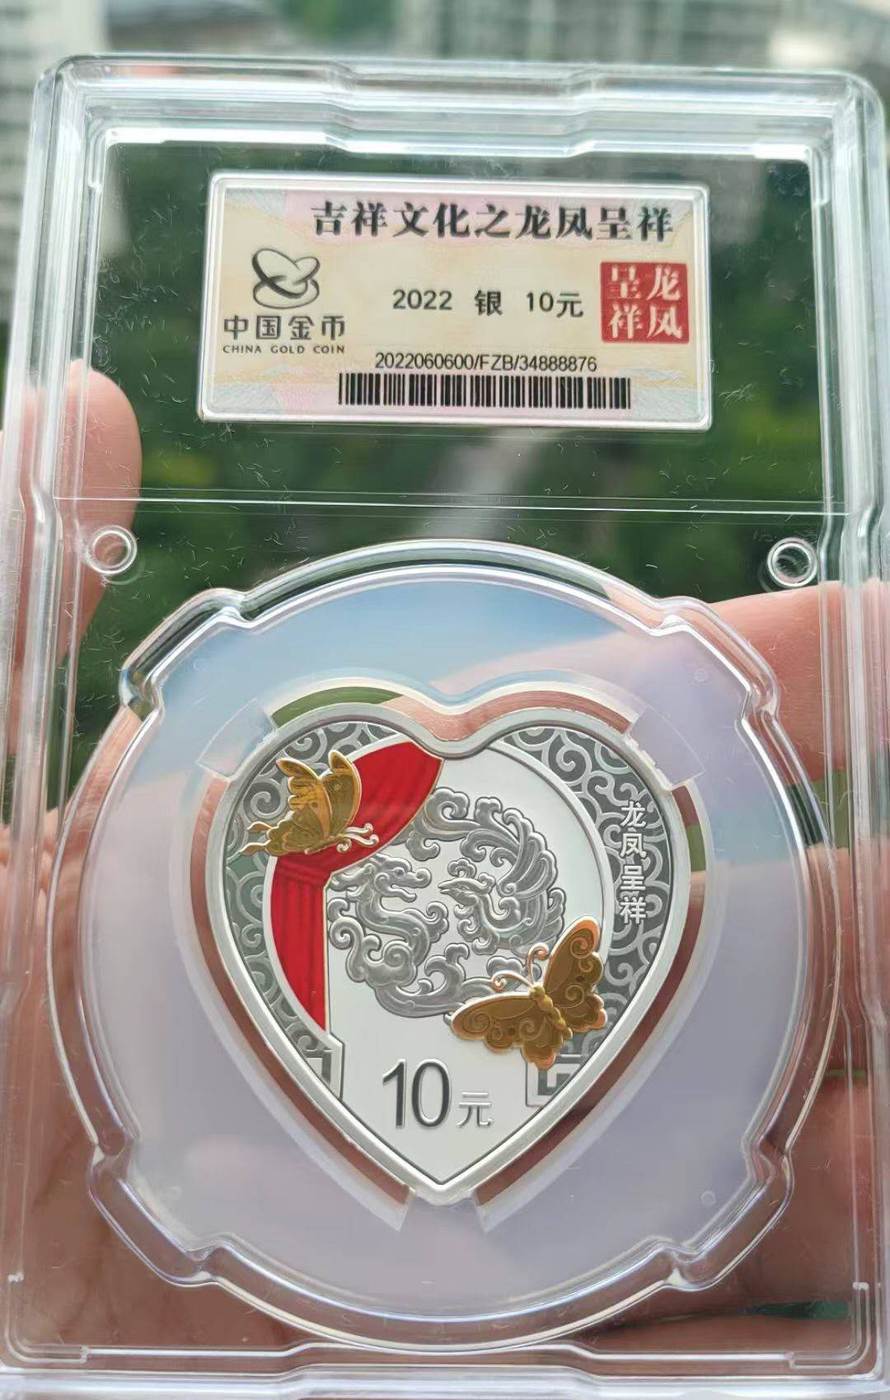 吉祥文化之龙凤呈祥
中国金币
CHINA GOLD COIN
2022 银 10元
龙凤
呈祥
2022060600/FZB/34888876
龙凤呈祥
10元